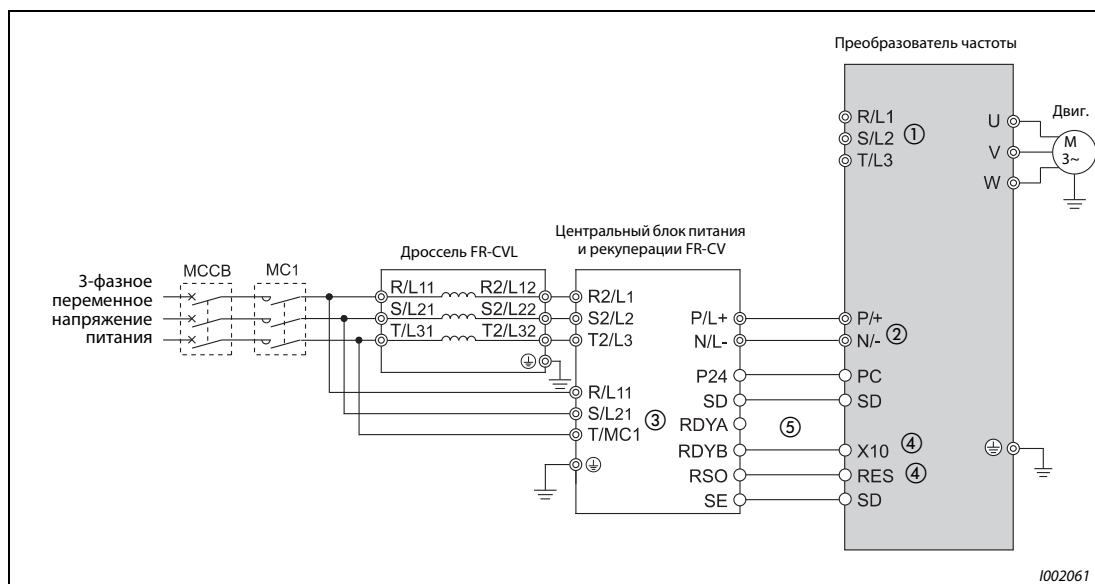 Преобразователь частоты
R/L1
S/L2 ①
T/L3
U
V
W
Двиг.
M
3~
Центральный блок питания
и рекуперации FR-CV
Дроссель FR-CVL
MCCB
MC1
3-фазное
переменное
напряжение
питания
R/L11 R2/L12
S/L21 S2/L22
T/L31 T2/L32
R2/L1
S2/L2
T2/L3
R/L11
S/L21
T/MC1 ③
P/L+
N/L-
P24
SD
RDYA
RDYB
RSO
SE
⑤
P/+
N/- ②
PC
SD
X10 ④
RES ④
SD
I002061